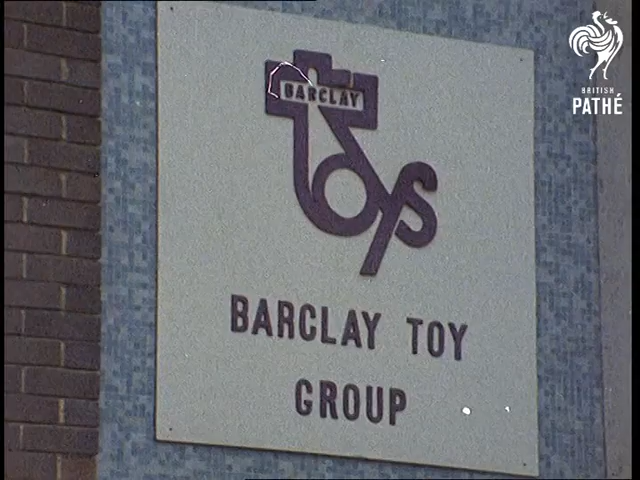 BRITISH
PATHÉ
BARCLAY
toys
BARCLAY TOY
GROUP